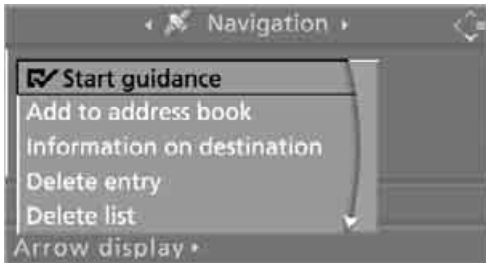 Navigation
Start guidance
Add to address book
Information on destination
Delete entry
Delete list
Arrow display